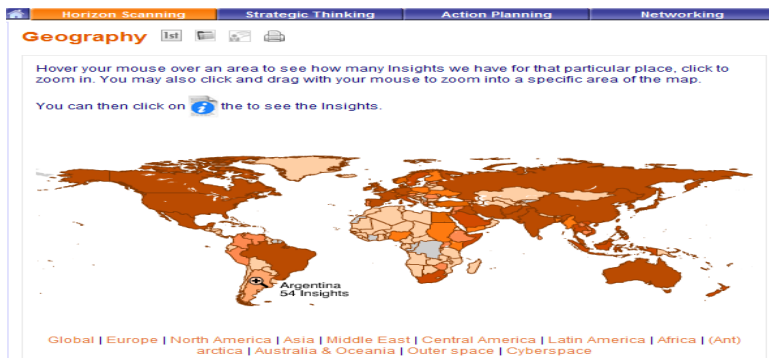 Horizon Scanning Strategic Thinking Action Planning Networking
Geography 1st
Hover your mouse over an area to see how many Insights we have for that particular place, click to
zoom in. You may also click and drag with your mouse to zoom into a specific area of the map.
You can then click on i the to see the Insights.
Argentina
54 Insights
Global | Europe | North America | Asia | Middle East | Central America | Latin America | Africa | (Ant)
arctica | Australia & Oceania | Outer space | Cyberspace